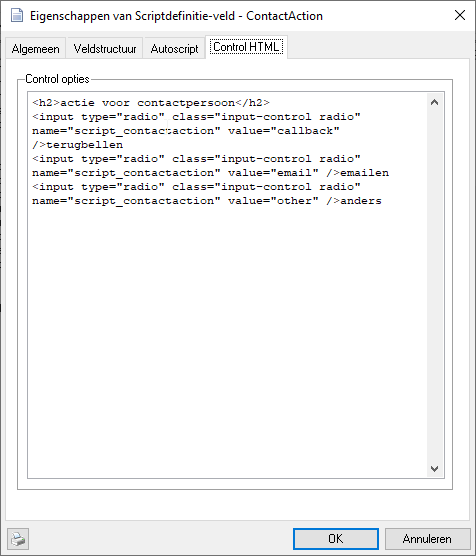 Eigenschappen van Scriptdefinitie-veld - ContactAction
Algemeen Veldstructuur Autoscript Control HTML
Control opties
<h2>actie voor contactpersoon</h2>
<input type="radio" class="input-control radio"
name="script_contactaction" value="callback"
/>terugbellen
<input type="radio" class="input-control radio"
name="script_contactaction" value="email" />emailen
<input type="radio" class="input-control radio"
name="script_contactaction" value="other" />anders
OK Annuleren